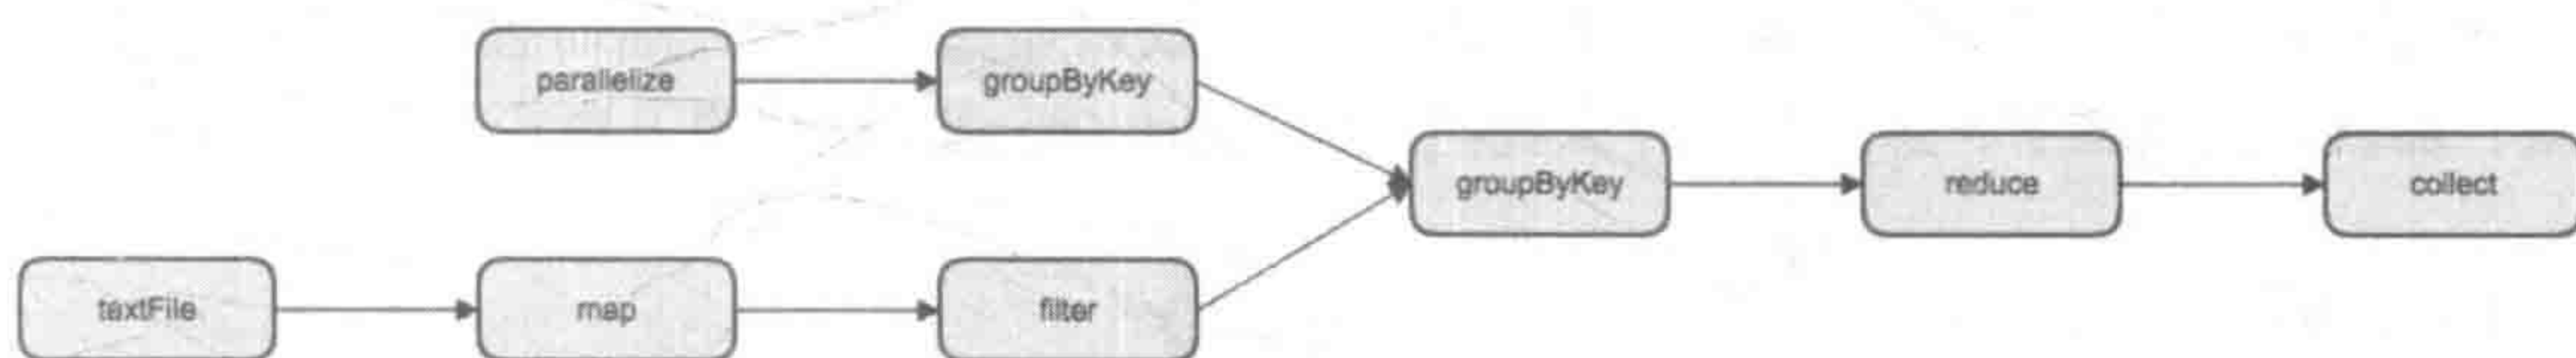 parallelize
groupByKey
groupByKey
reduce
collect
textFile
map
filter